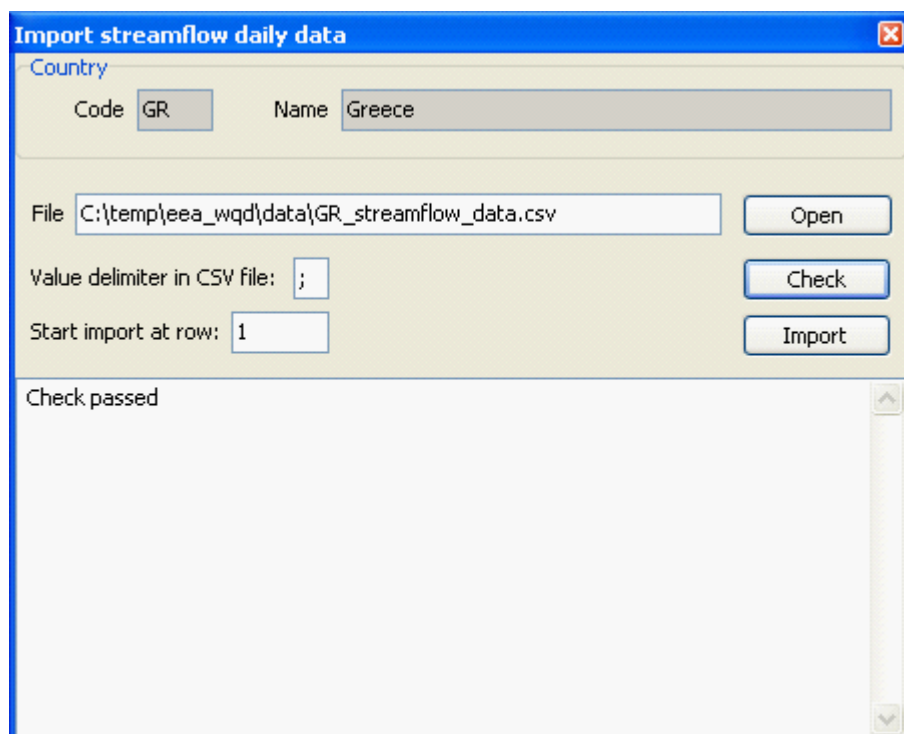 Import streamflow daily data
Country
Code GR Name Greece
File C:\temp\eea_wqd\data\GR_streamflow_data.csv Open
Value delimiter in CSV file: ; Check
Start import at row: 1 Import
Check passed